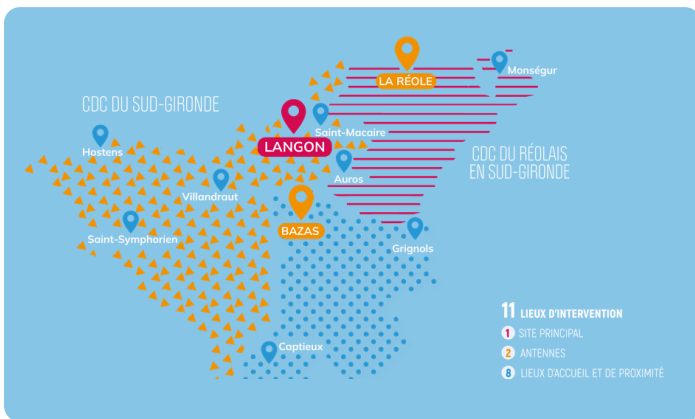 LA RÉOLE
Monségur
CDC DU SUD-GIRONDE
Saint-Macaire
Hostens
LANGON
CDC DU RÉOLAIS
EN SUD-GIRONDE
Auros
Villandraut
BAZAS
Saint-Symphorien
Grignols
Captieux
11 LIEUX D'INTERVENTION
1 SITE PRINCIPAL
2 ANTENNES
8 LIEUX D'ACCUEIL ET DE PROXIMITÉ